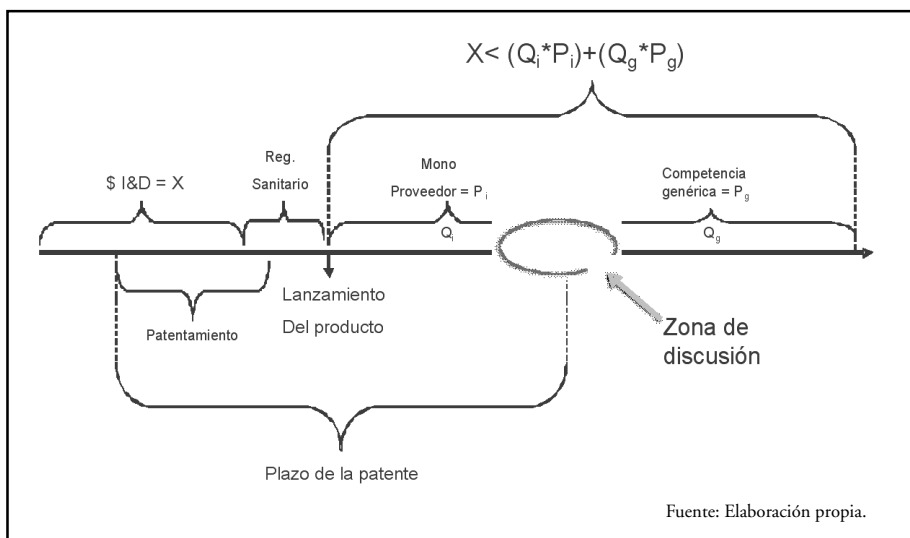 X< (Qi*Pi)+(Qg*Pg)
$ I&D = X
Reg.
Sanitario
Mono
Proveedor = Pi
Qi
Competencia
genérica = Pg
Qg
Patentamiento
Lanzamiento
Del producto
Zona de
discusión
Plazo de la patente
Fuente: Elaboración propia.